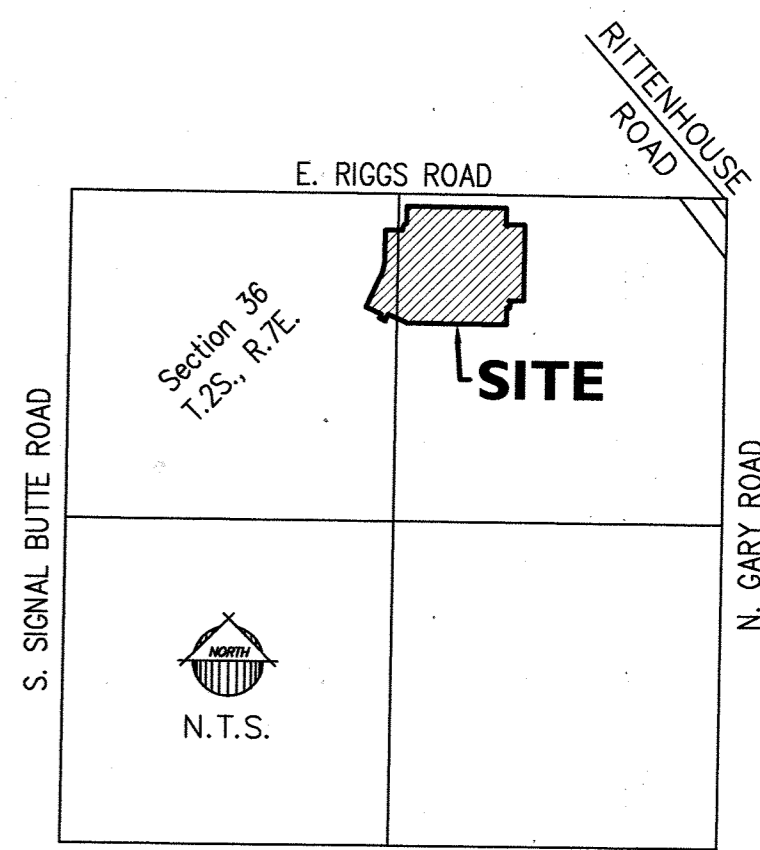 RITTENHOUSE
ROAD
E. RIGGS ROAD
Section 36
T.2S., R.7E.
SITE
S. SIGNAL BUTTE ROAD
N. GARY ROAD
NORTH
N.T.S.